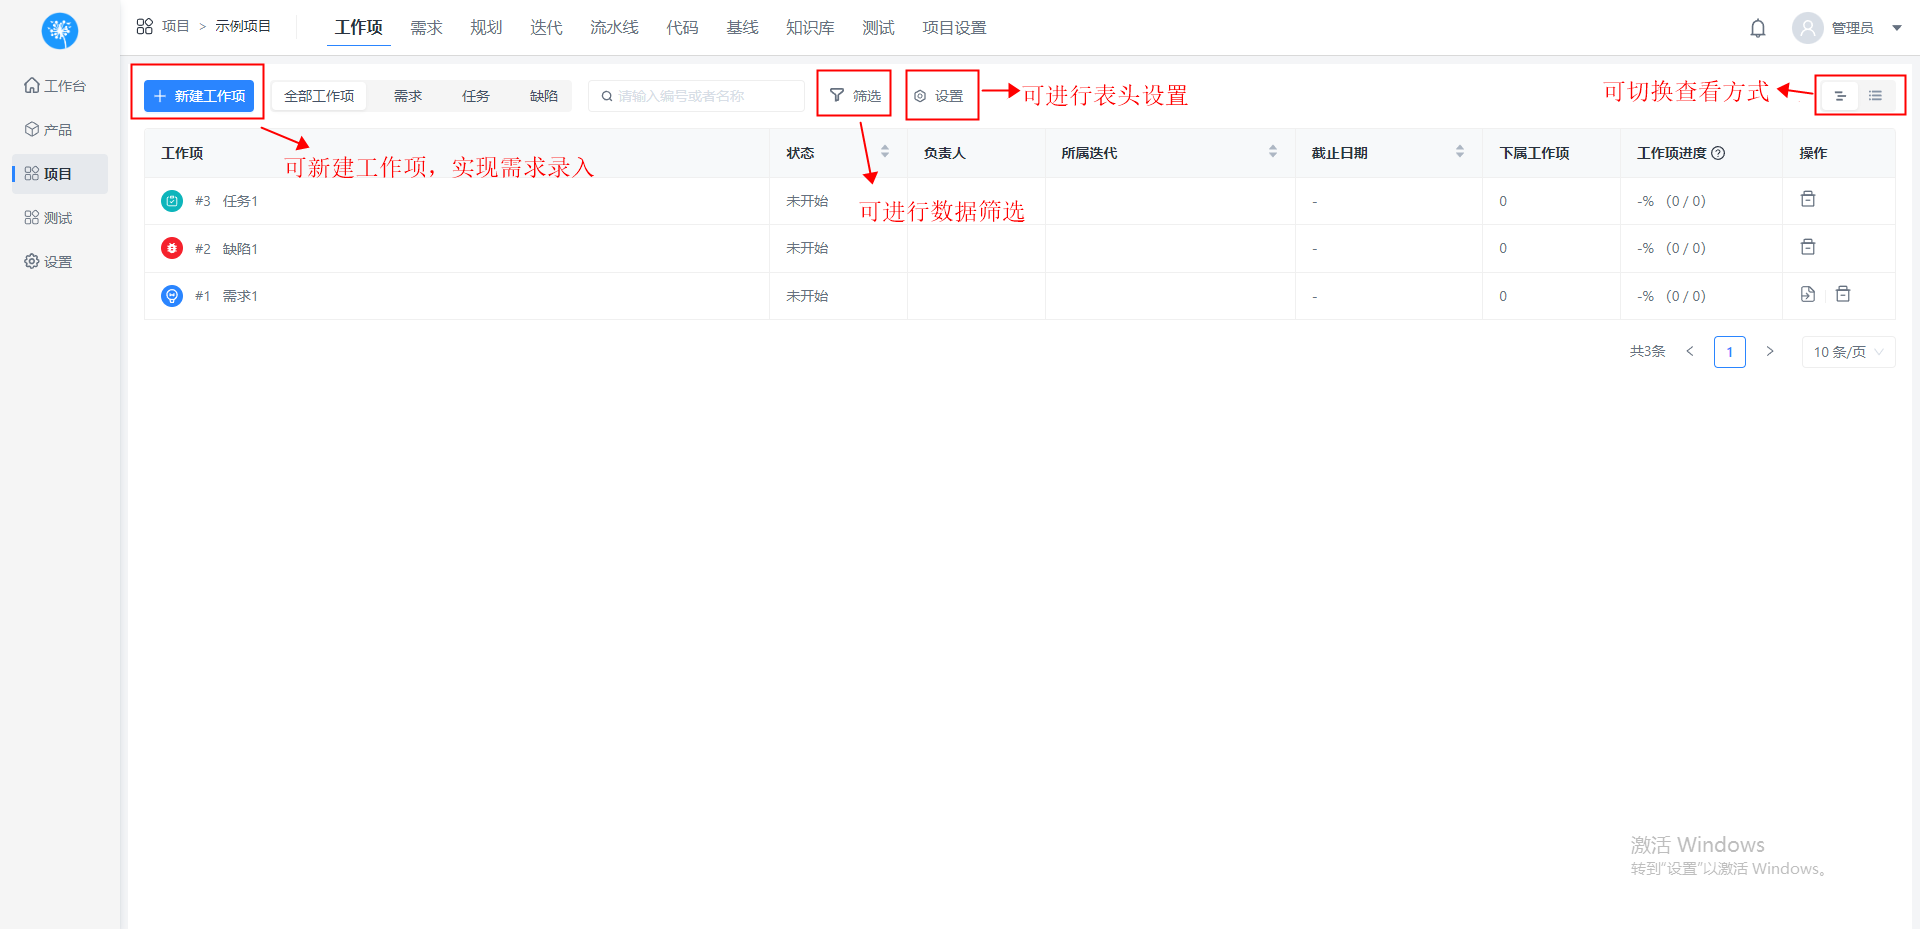 项目 > 示例项目 工作项 需求 规划 迭代 流水线 代码 基线 知识库 测试 项目设置 管理员
工作台
产品
项目
测试
设置
新建工作项 全部工作项 需求 任务 缺陷 请输入编号或者名称 筛选 设置 可进行表头设置 可切换查看方式
工作项 状态 负责人 所属迭代 截止日期 下属工作项 工作项进度 操作
可新建工作项，实现需求录入
#3 任务1 未开始 - 0 -% (0 / 0)
可进行数据筛选
#2 缺陷1 未开始 - 0 -% (0 / 0)
#1 需求1 未开始 - 0 -% (0 / 0)
共3条 < 1 > 10 条/页
激活 Windows
转到“设置”以激活 Windows。